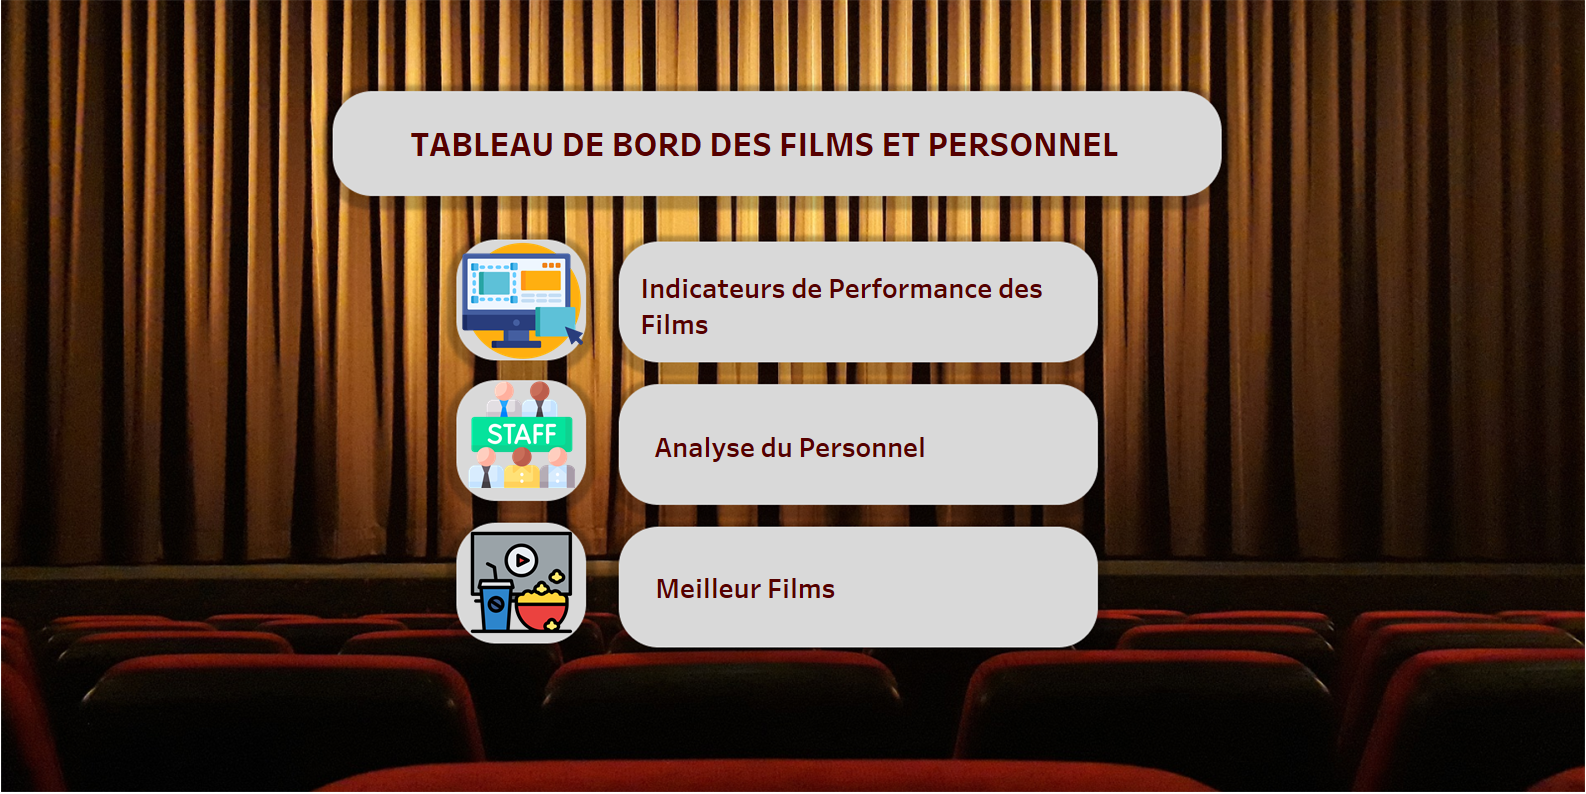 TABLEAU DE BORD DES FILMS ET PERSONNEL
Indicateurs de Performance des
Films
STAFF
Analyse du Personnel
Meilleur Films